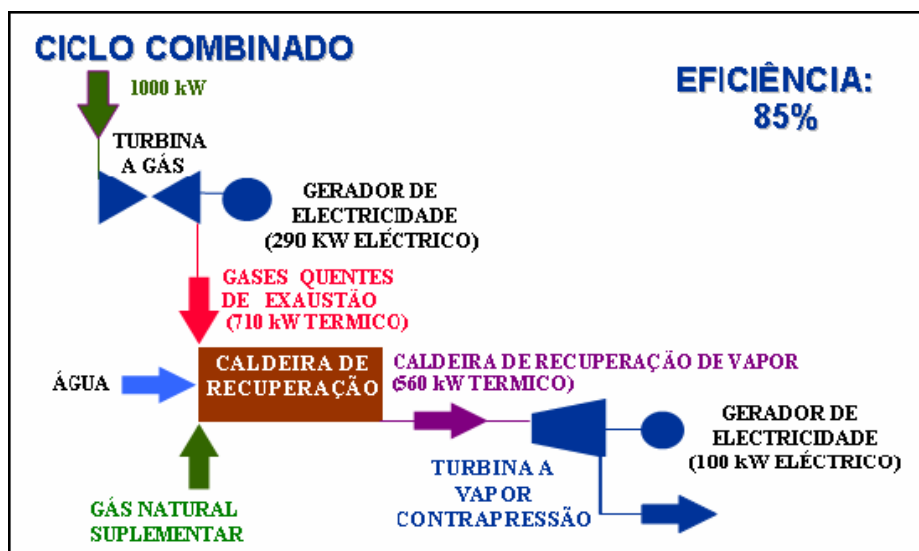 CICLO COMBINADO
1000 kW
EFICIÊNCIA:
85%
TURBINA
A GÁS
GERADOR DE
ELECTRICIDADE
(290 KW ELÉCTRICO)
GASES QUENTES
DE EXAUSTÃO
(710 kW TERMICO)
CALDEIRA DE
RECUPERAÇÃO
CALDEIRA DE RECUPERAÇÃO DE VAPOR
(560 kW TERMICO)
ÁGUA
GERADOR DE
ELECTRICIDADE
(100 kW ELÉCTRICO)
TURBINA A
VAPOR
CONTRAPRESSÃO
GÁS NATURAL
SUPLEMENTAR